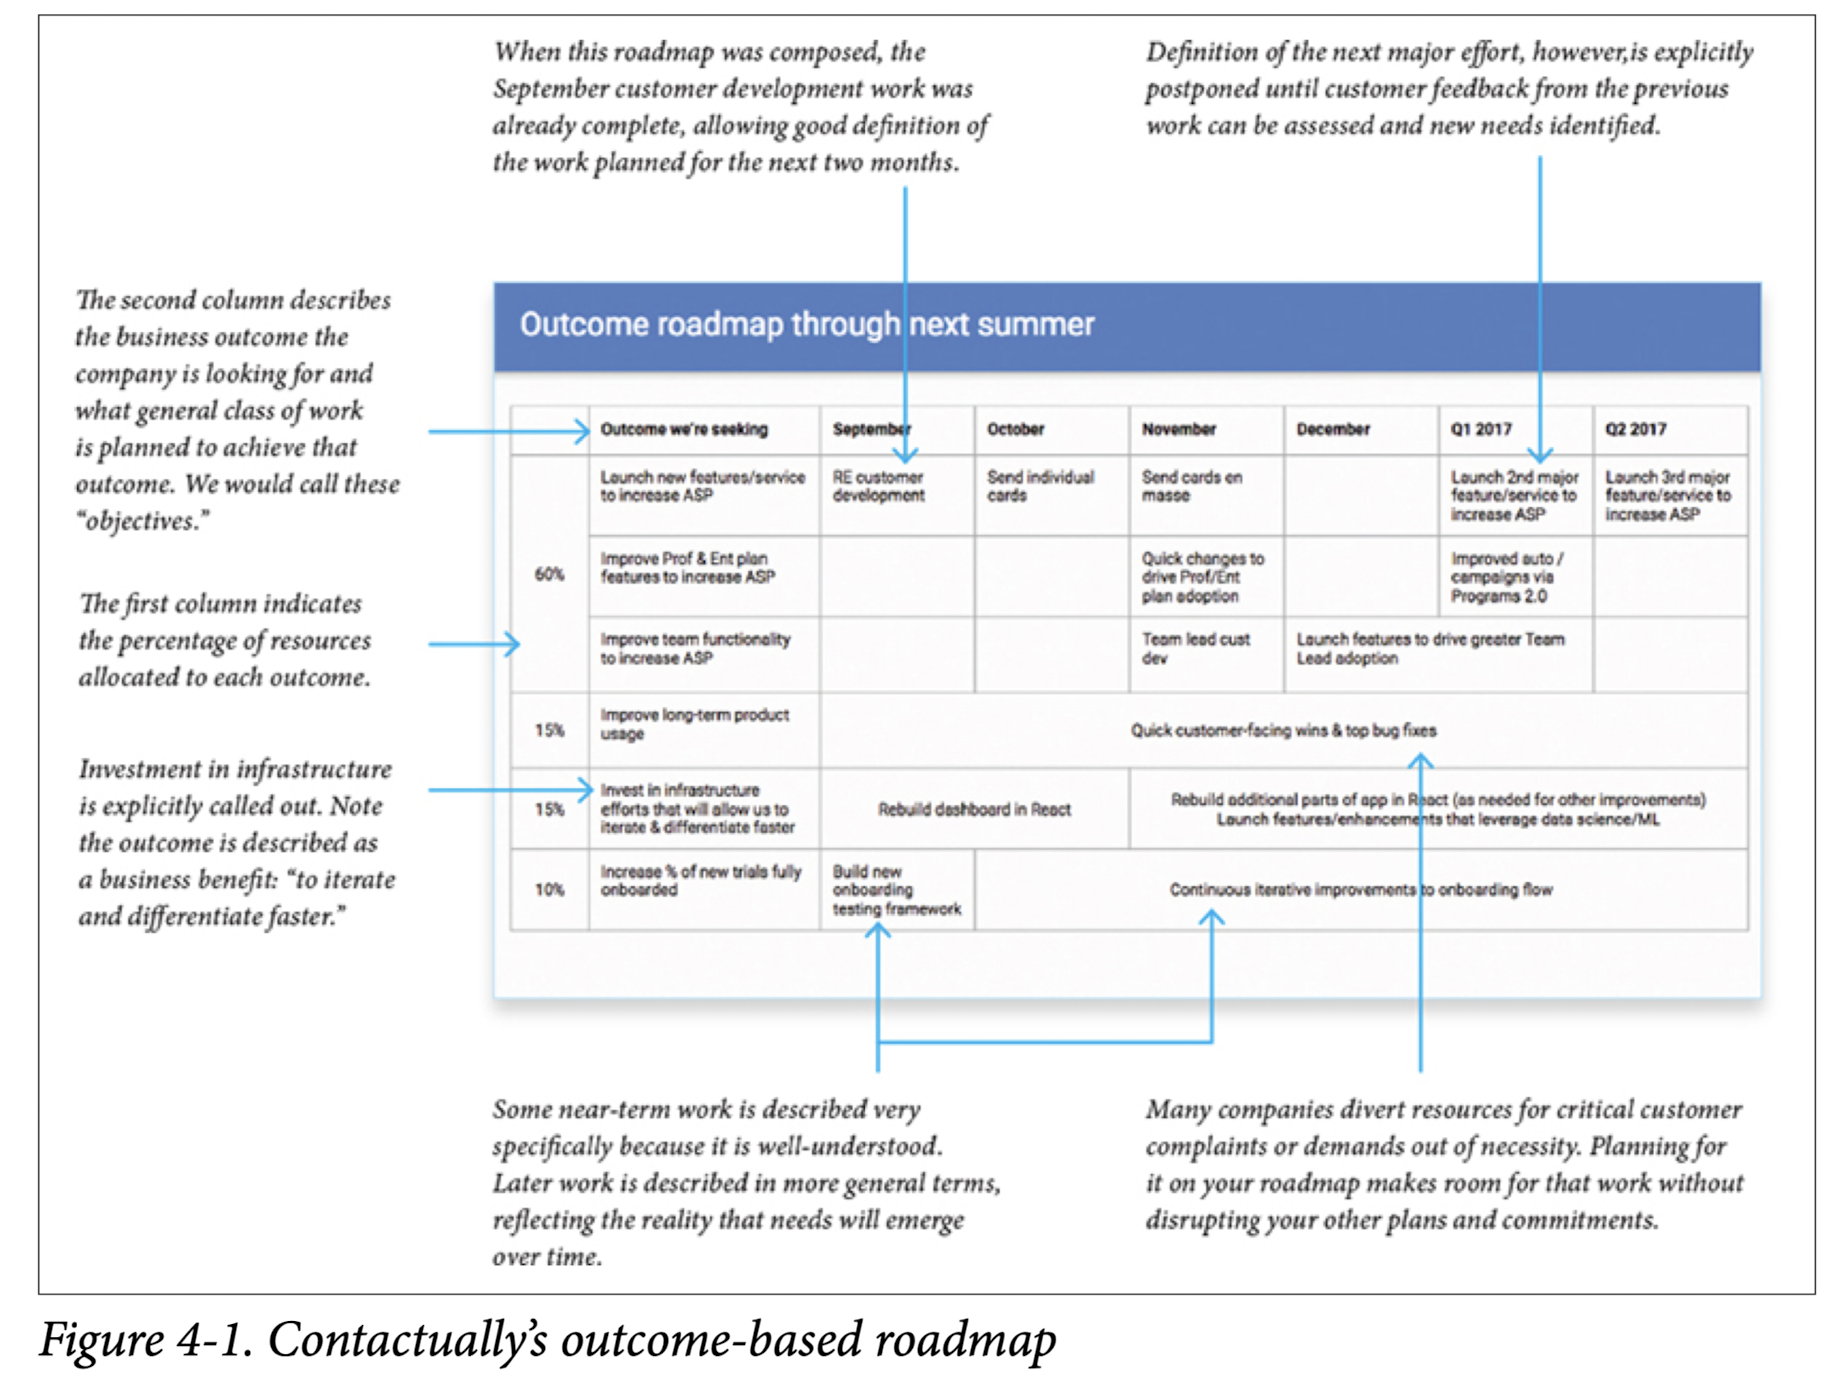 When this roadmap was composed, the
September customer development work was
already complete, allowing good definition of
the work planned for the next two months.
Definition of the next major effort, however,is explicitly
postponed until customer feedback from the previous
work can be assessed and new needs identified.
The second column describes
the business outcome the
company is looking for and
what general class of work
is planned to achieve that
outcome. We would call these
“objectives.”
The first column indicates
the percentage of resources
allocated to each outcome.
Investment in infrastructure
is explicitly called out. Note
the outcome is described as
a business benefit: “to iterate
and differentiate faster.”
Outcome roadmap through next summer
Outcome we're seeking
September
October
November
December
Q1 2017
Q2 2017
60%
Launch new features/service
to increase ASP
RE customer
development
Send individual
cards
Send cards en
masse
Launch 2nd major
feature/service to
increase ASP
Launch 3rd major
feature/service to
increase ASP
Improve Prof & Ent plan
features to increase ASP
Quick changes to
drive Prof/Ent
plan adoption
Improved auto /
campaigns via
Programs 2.0
Improve team functionality
to increase ASP
Team lead cust
dev
Launch features to drive greater Team
Lead adoption
15%
Improve long-term product
usage
Quick customer-facing wins & top bug fixes
15%
Invest in infrastructure
efforts that will allow us to
iterate & differentiate faster
Rebuild dashboard in React
Rebuild additional parts of app in React (as needed for other improvements)
Launch features/enhancements that leverage data science/ML
10%
Increase % of new trials fully
onboarded
Build new
onboarding
testing framework
Continuous iterative improvements to onboarding flow
Some near-term work is described very
specifically because it is well-understood.
Later work is described in more general terms,
reflecting the reality that needs will emerge
over time.
Many companies divert resources for critical customer
complaints or demands out of necessity. Planning for
it on your roadmap makes room for that work without
disrupting your other plans and commitments.
Figure 4-1. Contactually’s outcome-based roadmap